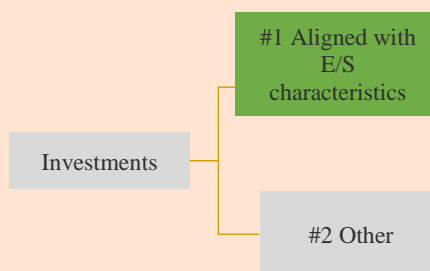 #1 Aligned with
E/S
characteristics
Investments
#2 Other